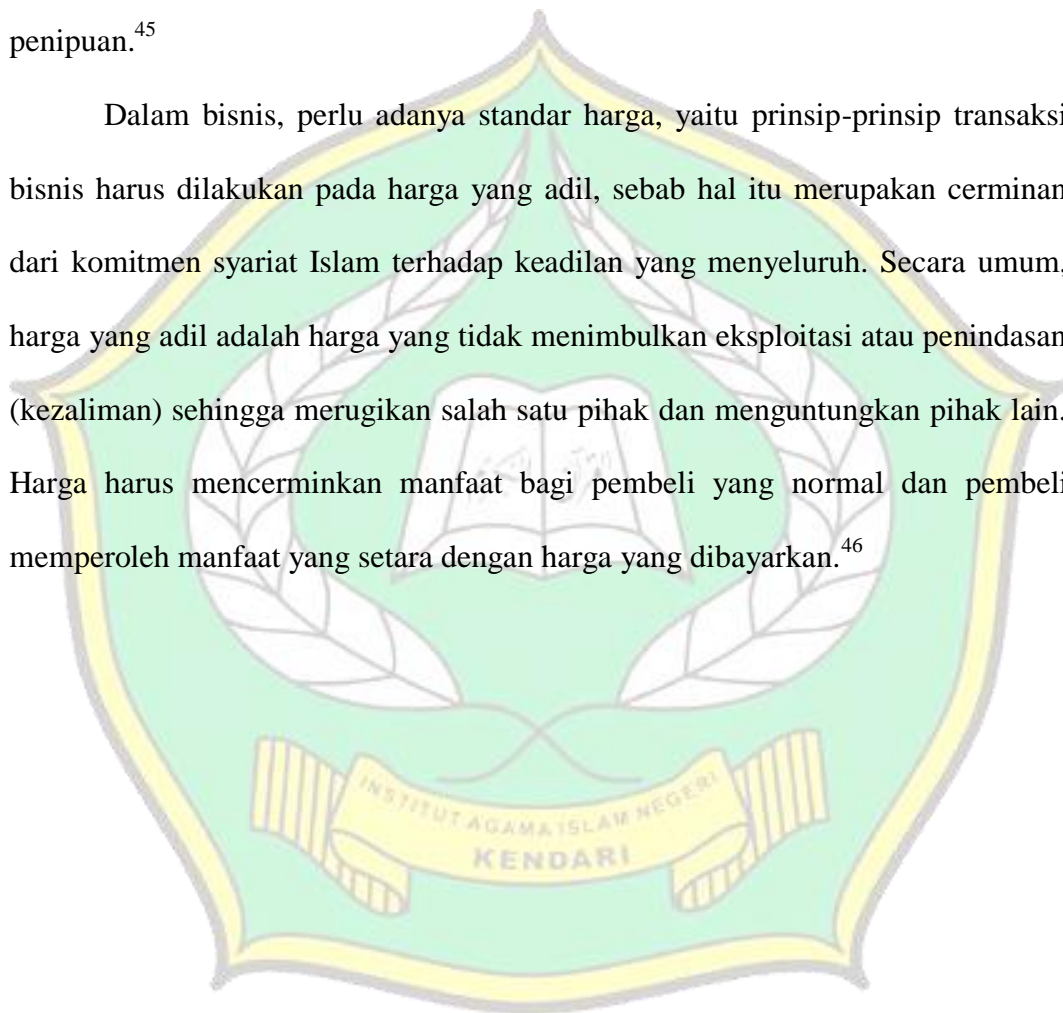 penipuan.45
Dalam bisnis, perlu adanya standar harga, yaitu prinsip-prinsip transaksi
bisnis harus dilakukan pada harga yang adil, sebab hal itu merupakan cerminan
dari komitmen syariat Islam terhadap keadilan yang menyeluruh. Secara umum,
harga yang adil adalah harga yang tidak menimbulkan eksploitasi atau penindasan
(kezaliman) sehingga merugikan salah satu pihak dan menguntungkan pihak lain.
Harga harus mencerminkan manfaat bagi pembeli yang normal dan pembeli
memperoleh manfaat yang setara dengan harga yang dibayarkan.46
INSTITUT AGAMA ISLAM NEGERI
KENDARI